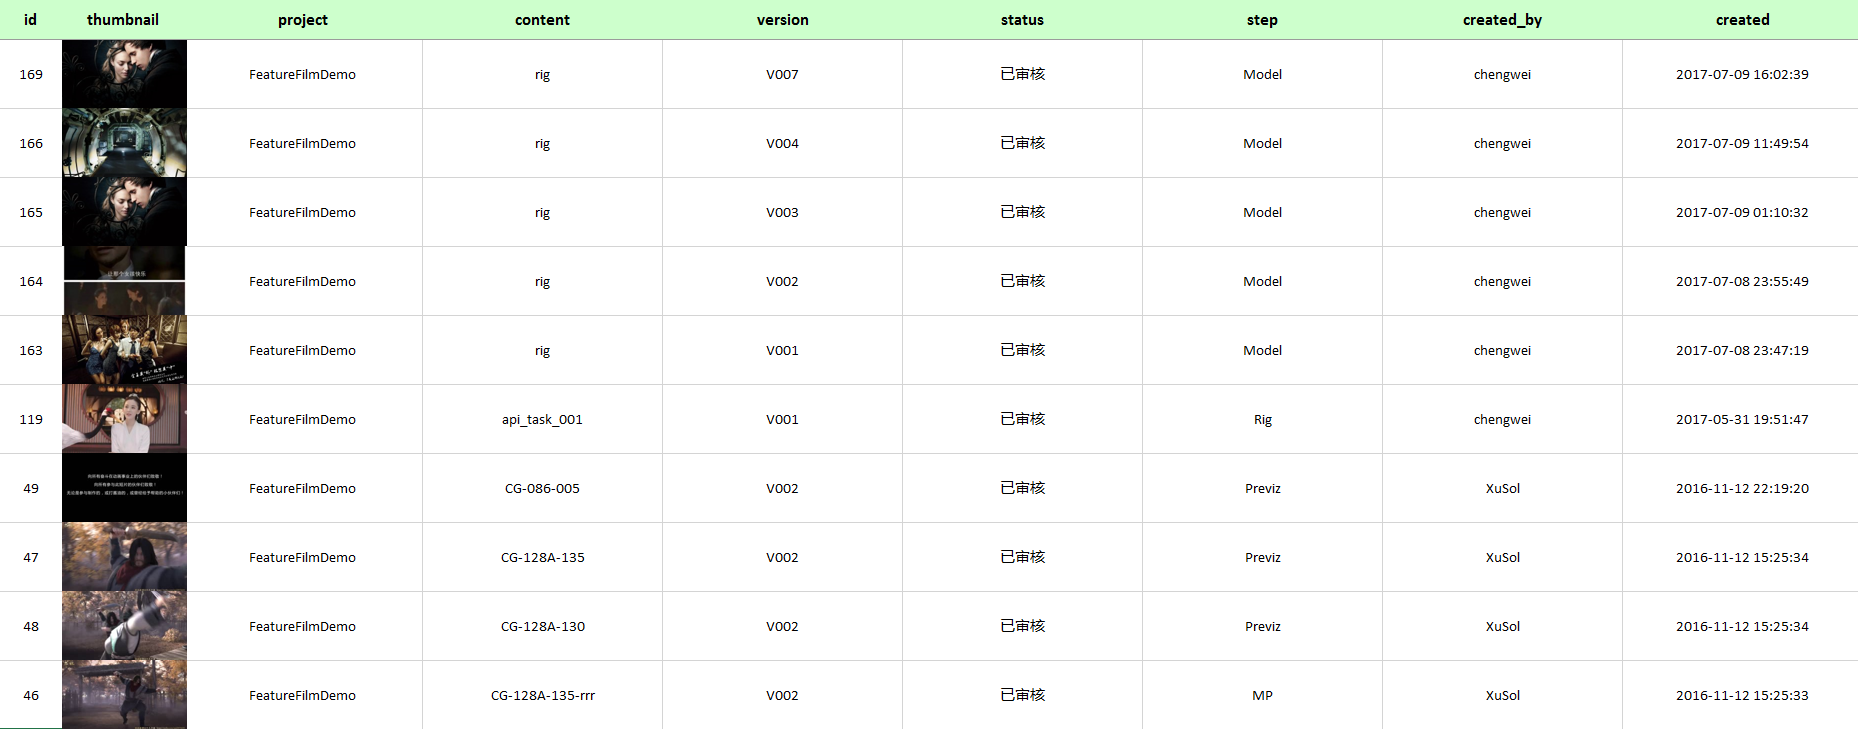 id thumbnail project content version status step created_by created
169 FeatureFilmDemo rig V007 已审核 Model chengwei 2017-07-09 16:02:39
166 FeatureFilmDemo rig V004 已审核 Model chengwei 2017-07-09 11:49:54
165 FeatureFilmDemo rig V003 已审核 Model chengwei 2017-07-09 01:10:32
164 FeatureFilmDemo rig V002 已审核 Model chengwei 2017-07-08 23:55:49
163 FeatureFilmDemo rig V001 已审核 Model chengwei 2017-07-08 23:47:19
119 FeatureFilmDemo api_task_001 V001 已审核 Rig chengwei 2017-05-31 19:51:47
49 FeatureFilmDemo CG-086-005 V002 已审核 Previz XuSol 2016-11-12 22:19:20
47 FeatureFilmDemo CG-128A-135 V002 已审核 Previz XuSol 2016-11-12 15:25:34
48 FeatureFilmDemo CG-128A-130 V002 已审核 Previz XuSol 2016-11-12 15:25:34
46 FeatureFilmDemo CG-128A-135-rrr V002 已审核 MP XuSol 2016-11-12 15:25:33